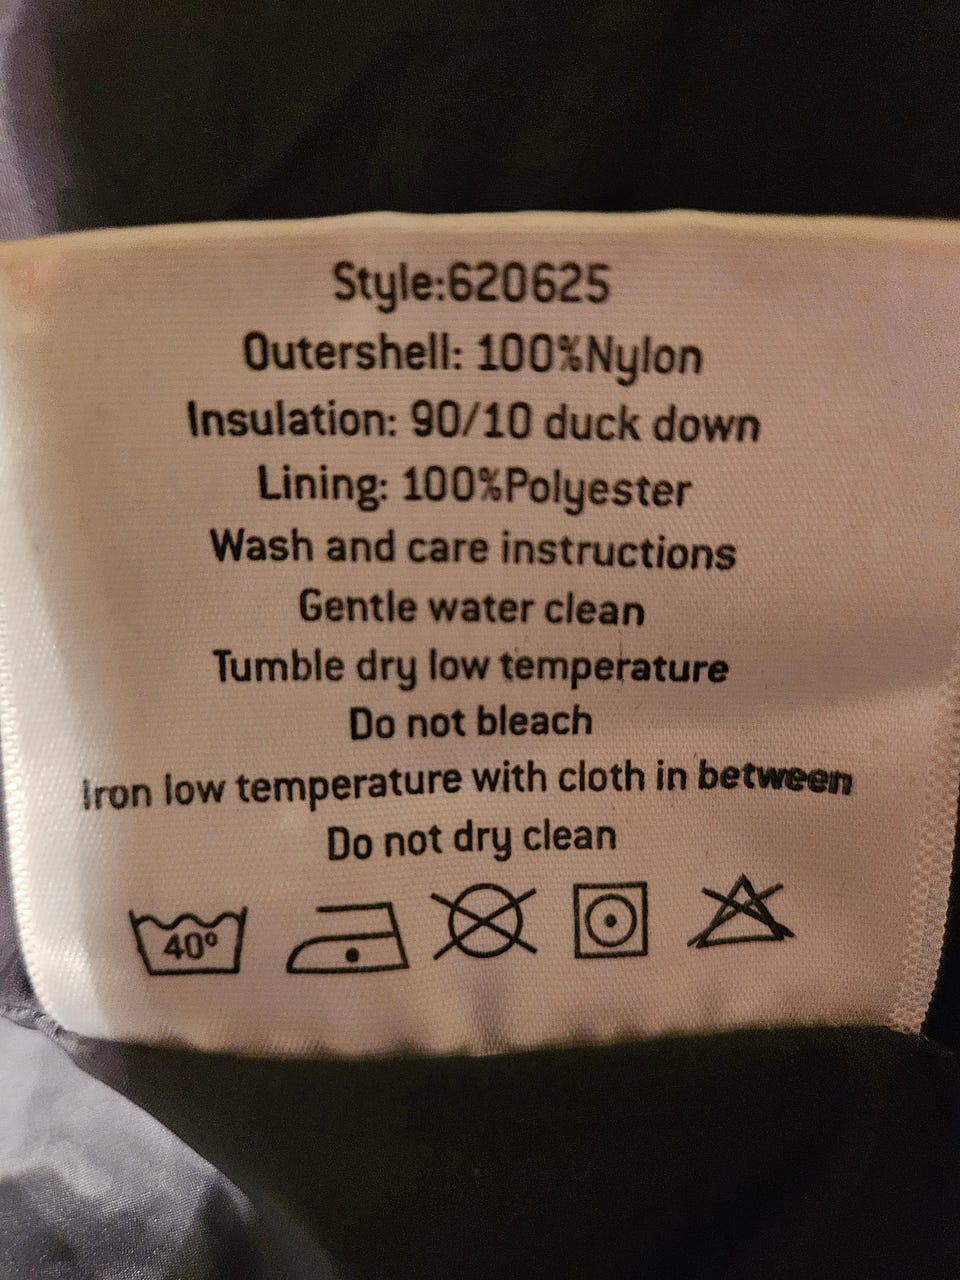 Style:620625
Outershell: 100%Nylon
Insulation: 90/10 duck down
Lining: 100%Polyester
Wash and care instructions
Gentle water clean
Tumble dry low temperature
Do not bleach
Iron low temperature with cloth in between
Do not dry clean
40°